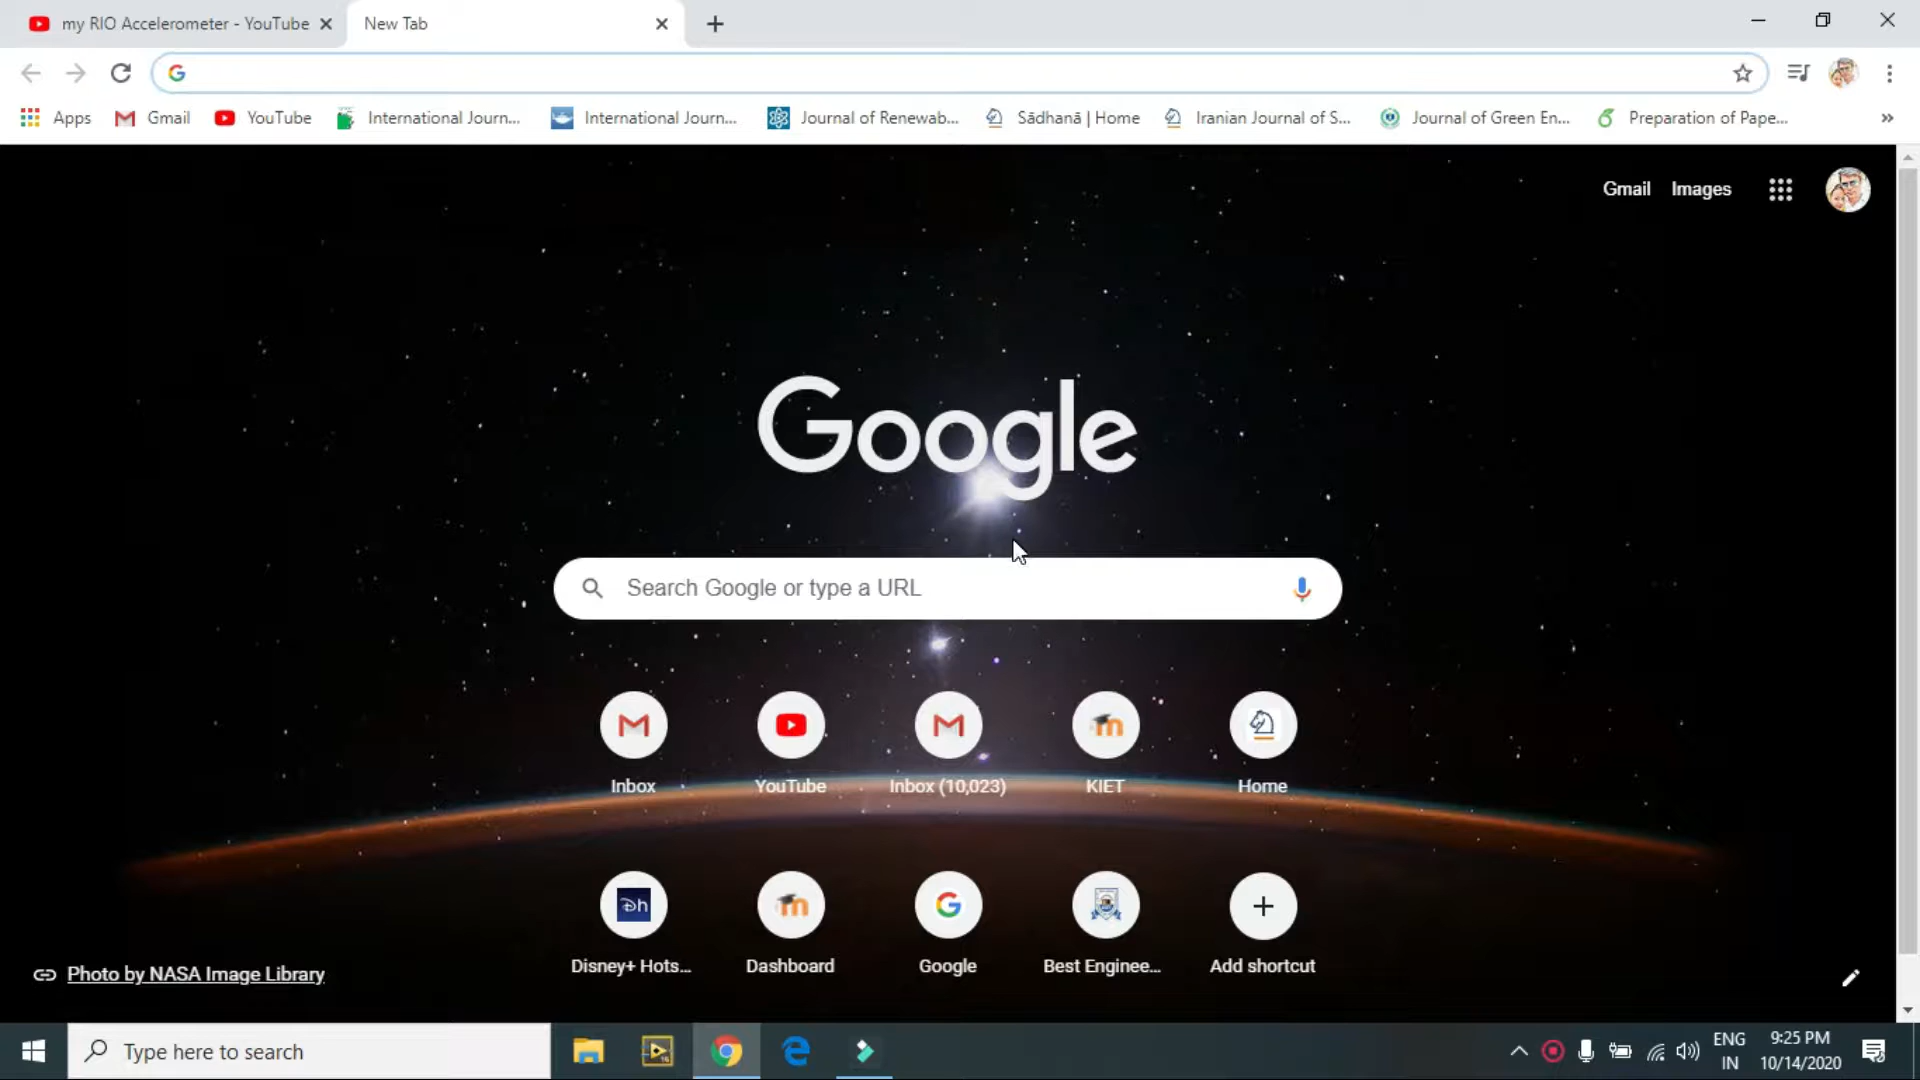 my RIO Accelerometer - YouTube
New Tab
Apps
Gmail
YouTube
International Journ...
International Journ...
Journal of Renewab...
Sādhanā | Home
Iranian Journal of S...
Journal of Green En...
Preparation of Pape...
Gmail
Images
Google
Search Google or type a URL
Inbox
YouTube
Inbox (10,023)
KIET
Home
Disney+ Hots...
Dashboard
Google
Best Enginee...
Add shortcut
Photo by NASA Image Library
Type here to search
ENG
IN
9:25 PM
10/14/2020